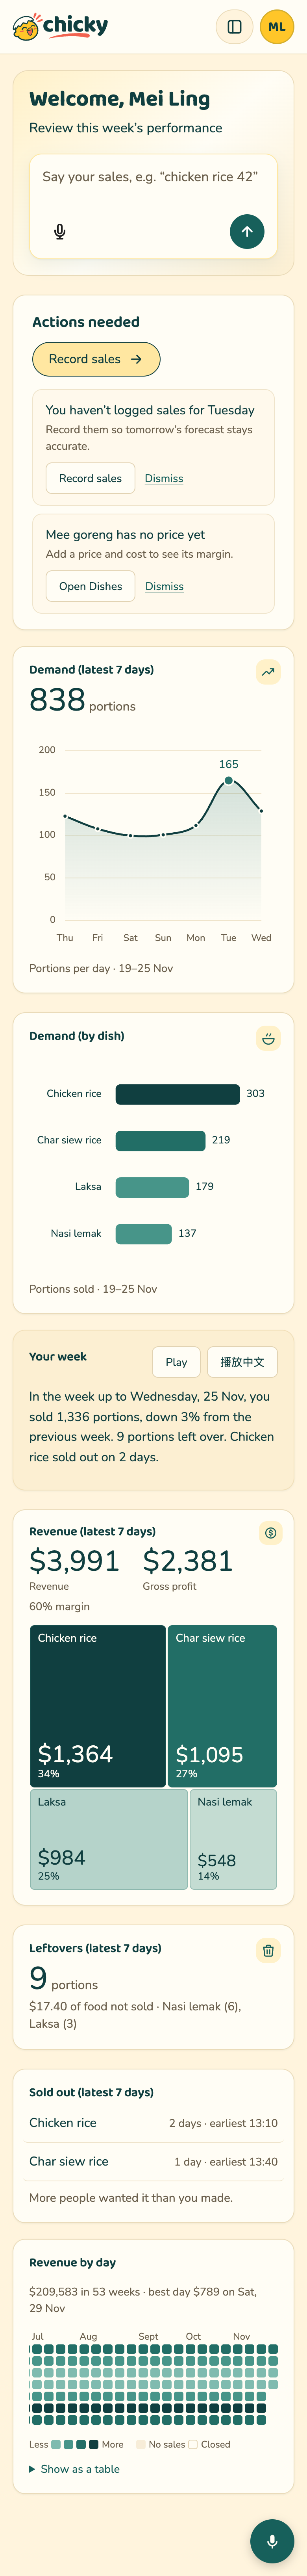 chicky
ML
Welcome, Mei Ling
Review this week's performance
Say your sales, e.g. “chicken rice 42”
Actions needed
Record sales →
You haven't logged sales for Tuesday
Record them so tomorrow's forecast stays
accurate.
Record sales
Dismiss
Mee goreng has no price yet
Add a price and cost to see its margin.
Open Dishes
Dismiss
Demand (latest 7 days)
838 portions
200
165
150
100
50
0
Thu Fri Sat Sun Mon Tue Wed
Portions per day · 19–25 Nov
Demand (by dish)
Chicken rice 303
Char siew rice 219
Laksa 179
Nasi lemak 137
Portions sold · 19–25 Nov
Your week
Play
播放中文
In the week up to Wednesday, 25 Nov, you
sold 1,336 portions, down 3% from the
previous week. 9 portions left over. Chicken
rice sold out on 2 days.
Revenue (latest 7 days)
$3,991 $2,381
Revenue Gross profit
60% margin
Chicken rice
$1,364
34%
Char siew rice
$1,095
27%
Laksa
$984
25%
Nasi lemak
$548
14%
Leftovers (latest 7 days)
9 portions
$17.40 of food not sold · Nasi lemak (6),
Laksa (3)
Sold out (latest 7 days)
Chicken rice 2 days · earliest 13:10
Char siew rice 1 day · earliest 13:40
More people wanted it than you made.
Revenue by day
$209,583 in 53 weeks · best day $789 on Sat,
29 Nov
Jul Aug Sept Oct Nov
Less More No sales Closed
Show as a table